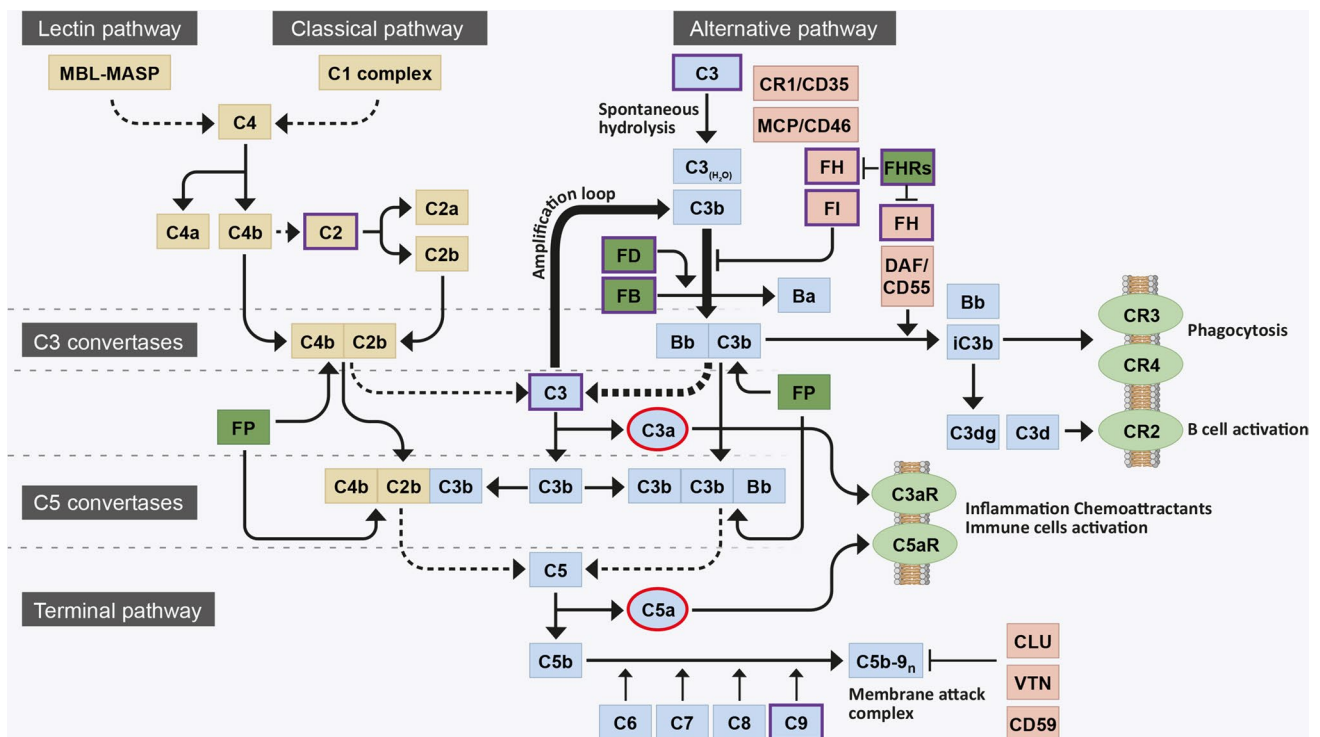 Lectin pathway
Classical pathway
Alternative pathway
MBL-MASP
C1 complex
C3
CR1/CD35
Spontaneous
hydrolysis
MCP/CD46
C4
C3(H₂O)
FH
FHRs
Amplification loop
C3b
FI
FH
C4a
C4b
C2
C2a
C2b
FD
DAF/
CD55
FB
Ba
Bb
CR3
Phagocytosis
C3 convertases
C4b
C2b
Bb
C3b
iC3b
CR4
C3
FP
FP
C3a
C3dg
C3d
CR2
B cell activation
C5 convertases
C4b
C2b
C3b
C3b
C3b
C3b
Bb
C3aR
Inflammation Chemoattractants
Immune cells activation
C5aR
C5
Terminal pathway
C5a
CLU
C5b
C5b-9n
VTN
Membrane attack
complex
C6
C7
C8
C9
CD59